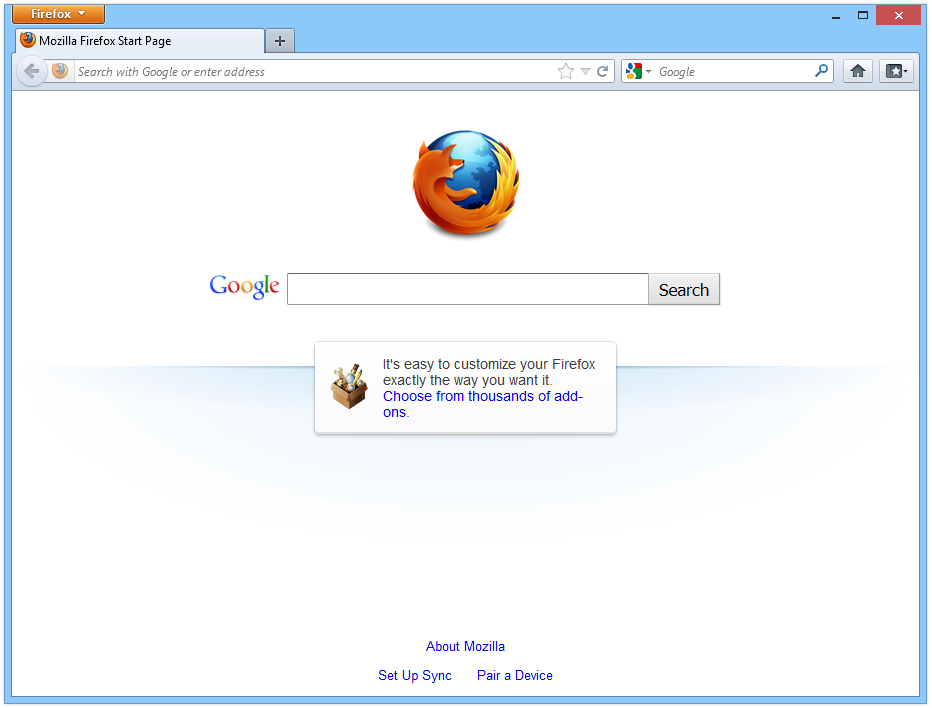 Firefox
Mozilla Firefox Start Page
Search with Google or enter address
Google
Google
Search
It's easy to customize your Firefox
exactly the way you want it.
Choose from thousands of add-
ons.
About Mozilla
Set Up Sync Pair a Device